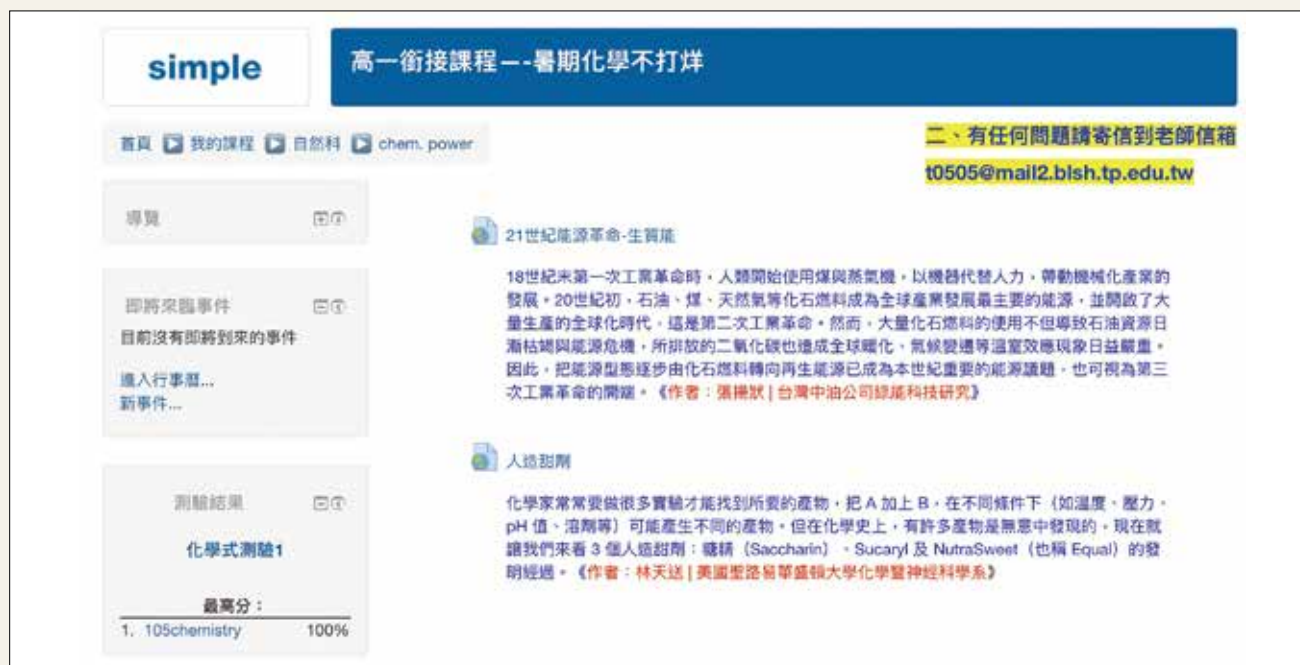 simple
高一銜接課程—-暑期化學不打烊
首頁 我的課程 自然科 chem. power
二、有任何問題請寄信到老師信箱
t0505@mail2.blsh.tp.edu.tw
導覽
即將來臨事件
目前沒有即將到來的事件
進入行事曆...
新事件...
測驗結果
化學式測驗1
最高分：
1. 105chemistry 100%
21世紀能源革命-生質能
18世紀末第一次工業革命時，人類開始使用煤與蒸氣機，以機器代替人力，帶動機械化產業的
發展。20世紀初，石油、煤、天然氣等化石燃料成為全球產業發展最主要的能源，並開啟了大
量生產的全球化時代，這是第二次工業革命。然而，大量化石燃料的使用不但導致石油資源日
漸枯竭與能源危機，所排放的二氧化碳也造成全球暖化、氣候變遷等溫室效應現象日益嚴重。
因此，把能源型態逐步由化石燃料轉向再生能源已成為本世紀重要的能源議題，也可視為第三
次工業革命的開端。《作者：張揚狀 | 台灣中油公司綠能科技研究》
人造甜劑
化學家常常要做很多實驗才能找到所要的產物，把 A 加上 B，在不同條件下（如溫度、壓力、
pH 值、溶劑等）可能產生不同的產物。但在化學史上，有許多產物是無意中發現的，現在就
讓我們來看 3 個人造甜劑：糖精（Saccharin）、Sucaryl 及 NutraSweet（也稱 Equal）的發
明經過。《作者：林天送 | 美國聖路易華盛頓大學化學暨神經科學系》